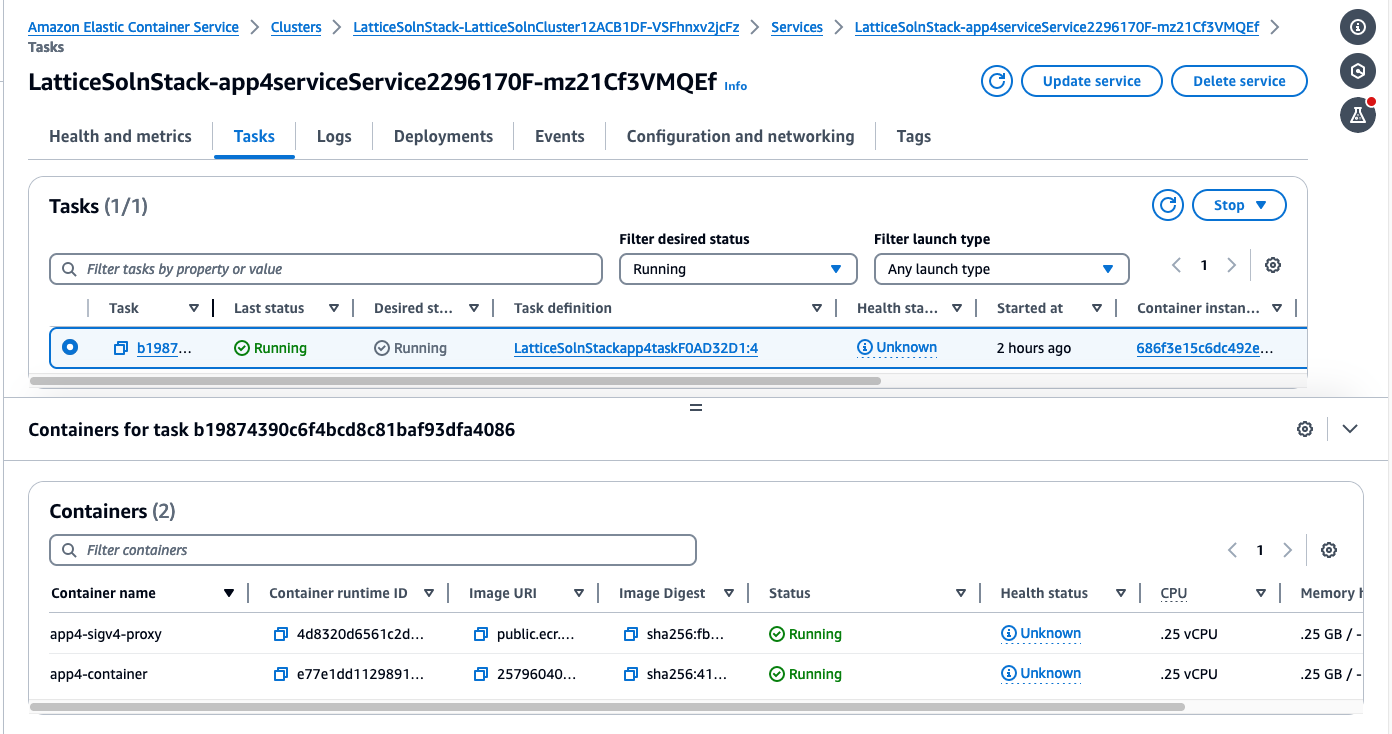 Amazon Elastic Container Service > Clusters > LatticeSolnStack-LatticeSolnCluster12ACB1DF-VSFhnxv2jcFz > Services > LatticeSolnStack-app4serviceService2296170F-mz21Cf3VMQEf >
Tasks
LatticeSolnStack-app4serviceService2296170F-mz21Cf3VMQEf Info
Update service
Delete service
Health and metrics Tasks Logs Deployments Events Configuration and networking Tags
Tasks (1/1)
Stop
Filter desired status Filter launch type
Filter tasks by property or value Running Any launch type 1
Task Last status Desired st... Task definition Health sta... Started at Container instan...
b1987... Running Running LatticeSolnStackapp4taskF0AD32D1:4 Unknown 2 hours ago 686f3e15c6dc492e...
Containers for task b19874390c6f4bcd8c81baf93dfa4086
Containers (2)
Filter containers 1
Container name Container runtime ID Image URI Image Digest Status Health status CPU Memory h
app4-sigv4-proxy 4d8320d6561c2d... public.ecr.... sha256:fb... Running Unknown .25 vCPU .25 GB / -
app4-container e77e1dd1129891... 25796040... sha256:41... Running Unknown .25 vCPU .25 GB / -